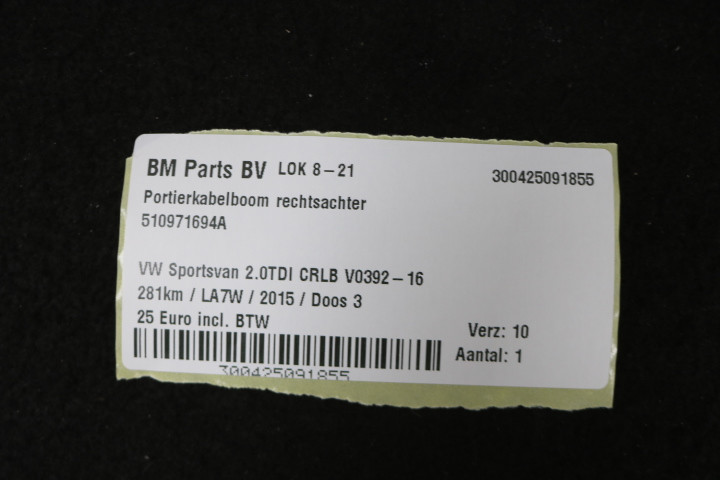 BM Parts BV LOK 8-21 300425091855
Portierkabelboom rechtsachter
510971694A
VW Sportsvan 2.0TDI CRLB V0392-16
281km / LA7W / 2015 / Doos 3
25 Euro incl. BTW
Verz: 10
Aantal: 1
300425091855